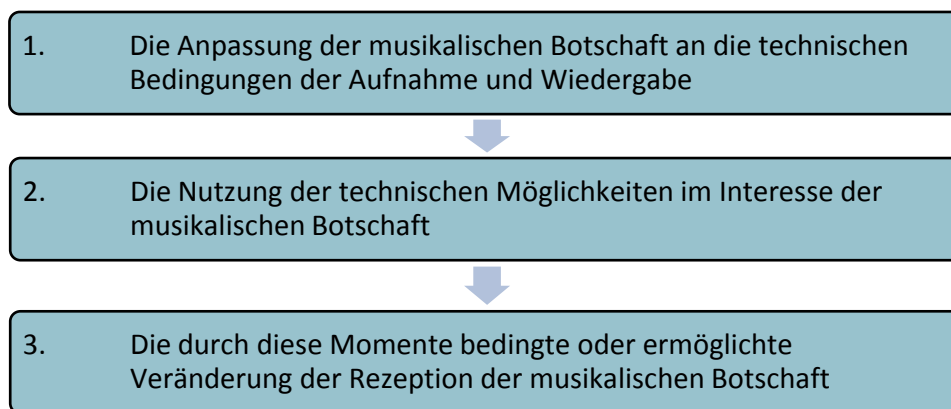 1. Die Anpassung der musikalischen Botschaft an die technischen
Bedingungen der Aufnahme und Wiedergabe
2. Die Nutzung der technischen Möglichkeiten im Interesse der
musikalischen Botschaft
3. Die durch diese Momente bedingte oder ermöglichte
Veränderung der Rezeption der musikalischen Botschaft